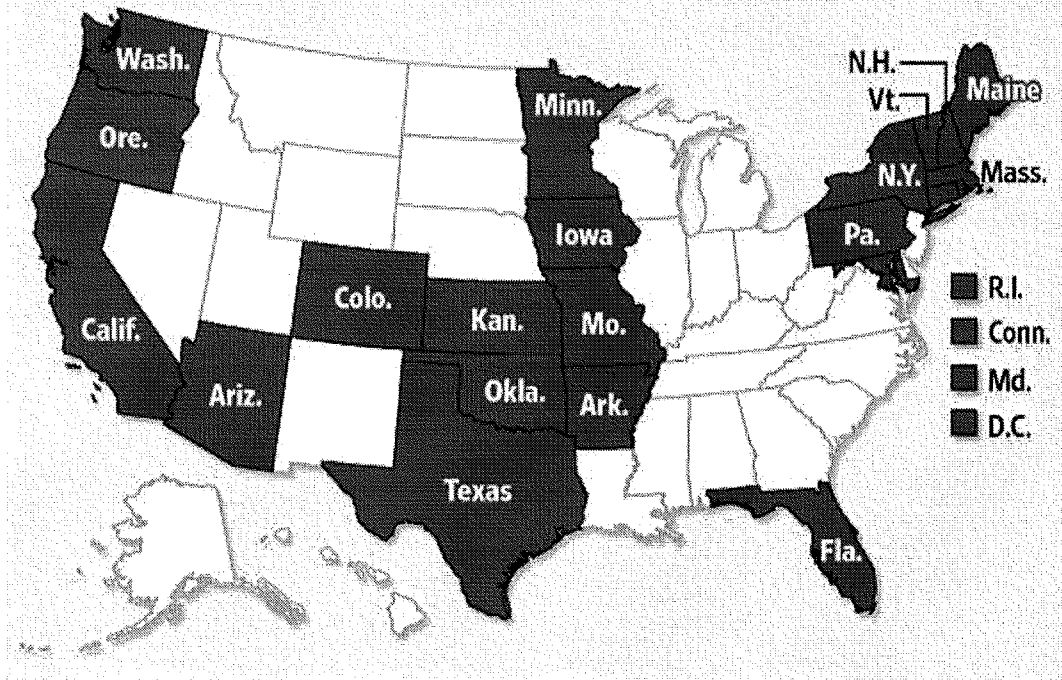 Wash.
Ore.
Calif.
Ariz.
Colo.
Kan.
Okla.
Texas
Minn.
Iowa
Mo.
Ark.
Fla.
Pa.
N.Y.
Vt.
N.H.
Maine
Mass.
R.I.
Conn.
Md.
D.C.